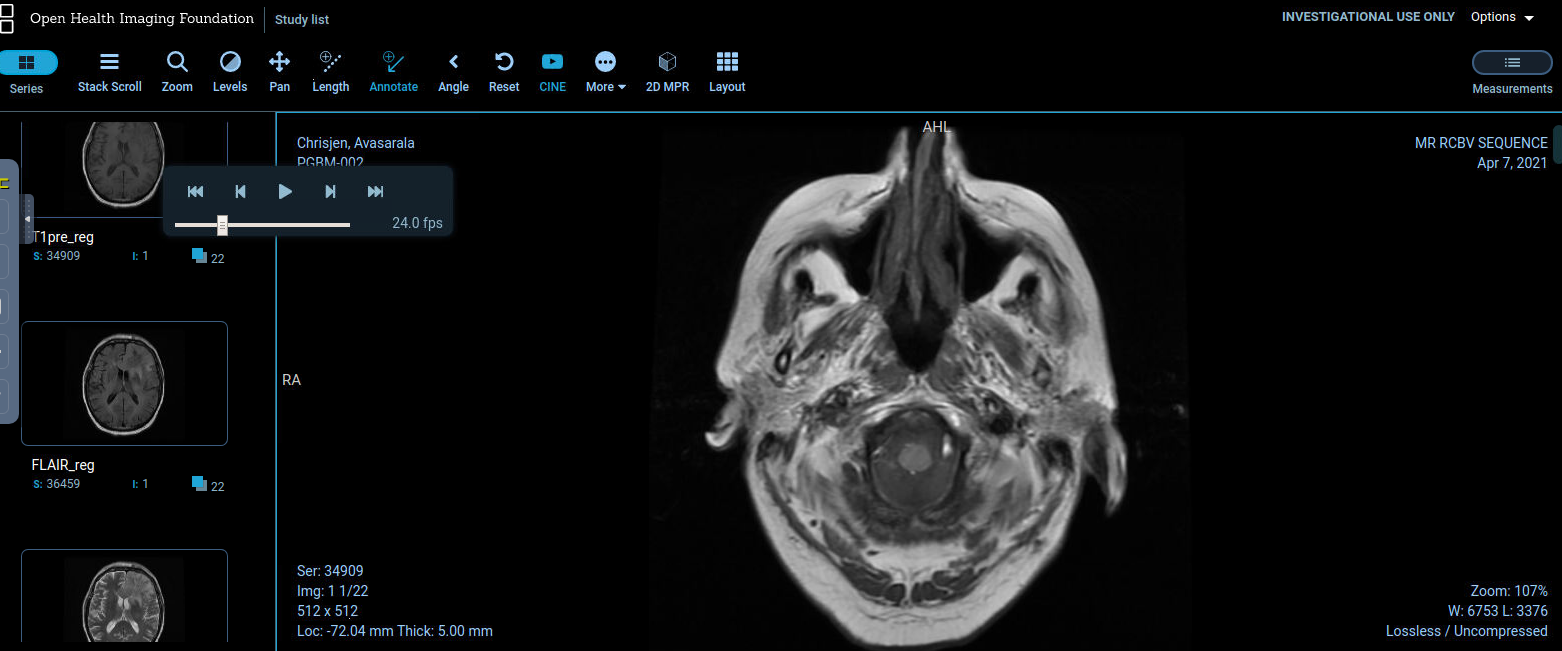 Open Health Imaging Foundation
Study list
INVESTIGATIONAL USE ONLY
Options
Series
Stack Scroll
Zoom
Levels
Pan
Length
Annotate
Angle
Reset
CINE
More
2D MPR
Layout
Measurements
T1pre_reg
S: 34909
I: 1
22
FLAIR_reg
S: 36459
I: 1
22
24.0 fps
Chrisjen, Avasarala
PGBM-002
AHL
MR RCBV SEQUENCE
Apr 7, 2021
RA
Ser: 34909
Img: 1 1/22
512 x 512
Loc: -72.04 mm Thick: 5.00 mm
Zoom: 107%
W: 6753 L: 3376
Lossless / Uncompressed